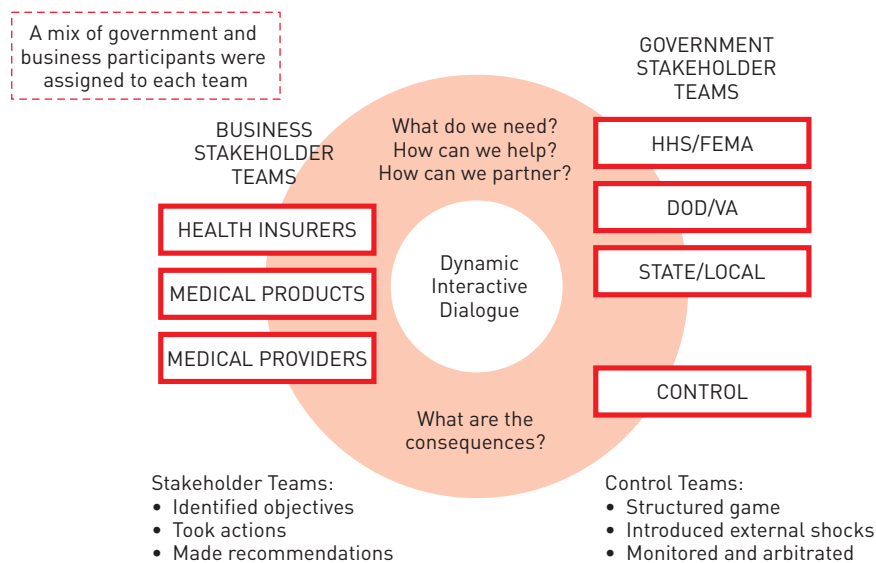 A mix of government and
business participants were
assigned to each team
GOVERNMENT
STAKEHOLDER
TEAMS
BUSINESS
STAKEHOLDER
TEAMS
What do we need?
How can we help?
How can we partner?
HHS/FEMA
DOD/VA
STATE/LOCAL
HEALTH INSURERS
MEDICAL PRODUCTS
MEDICAL PROVIDERS
Dynamic
Interactive
Dialogue
CONTROL
What are the
consequences?
Stakeholder Teams:
• Identified objectives
• Took actions
• Made recommendations
Control Teams:
• Structured game
• Introduced external shocks
• Monitored and arbitrated